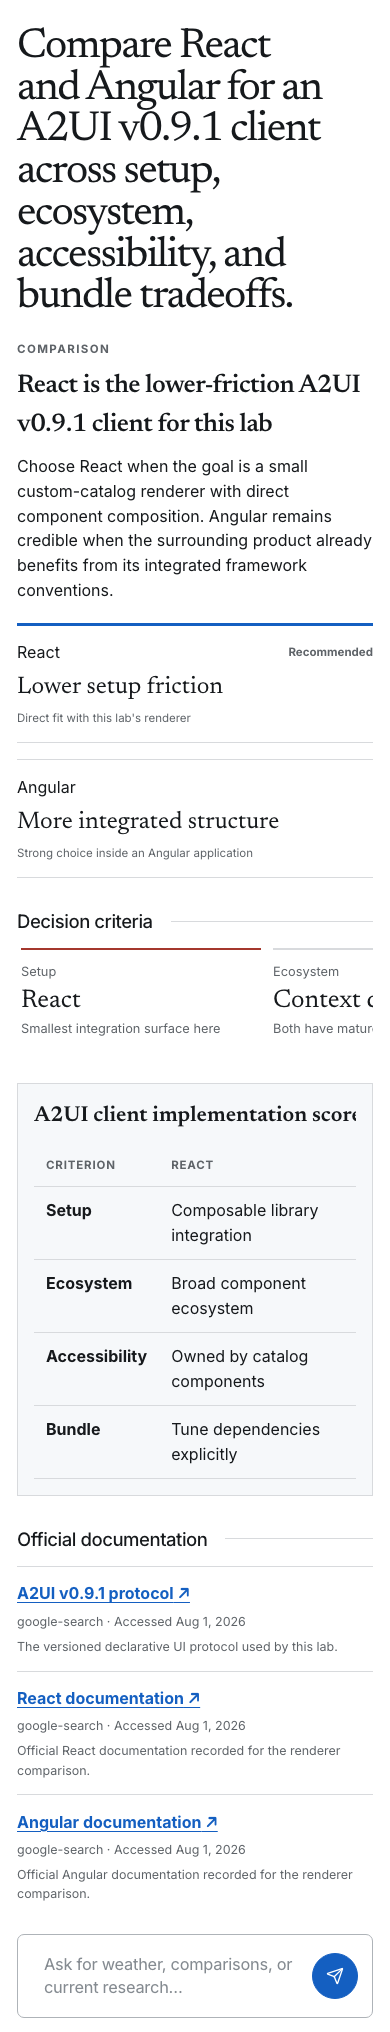 Compare React
and Angular for an
A2UI v0.9.1 client
across setup,
ecosystem,
accessibility, and
bundle tradeoffs.
COMPARISON
React is the lower-friction A2UI
v0.9.1 client for this lab
Choose React when the goal is a small
custom-catalog renderer with direct
component composition. Angular remains
credible when the surrounding product already
benefits from its integrated framework
conventions.
React
Recommended
Lower setup friction
Direct fit with this lab's renderer
Angular
More integrated structure
Strong choice inside an Angular application
Decision criteria
Setup
React
Smallest integration surface here
Ecosystem
Context
Both have
A2UI client implementation
CRITERION REACT
Setup Composable library
integration
Ecosystem Broad component
ecosystem
Accessibility Owned by catalog
components
Bundle Tune dependencies
explicitly
Official documentation
A2UI v0.9.1 protocol ↗
google-search · Accessed Aug 1, 2026
The versioned declarative UI protocol used by this lab.
React documentation ↗
google-search · Accessed Aug 1, 2026
Official React documentation recorded for the renderer
comparison.
Angular documentation ↗
google-search · Accessed Aug 1, 2026
Official Angular documentation recorded for the renderer
comparison.
Ask for weather, comparisons, or
current research...